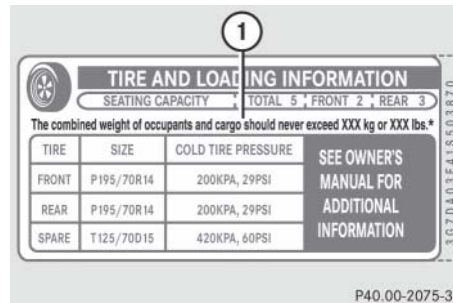 1
TIRE AND LOADING INFORMATION
SEATING CAPACITY TOTAL 5 FRONT 2 REAR 3
The combined weight of occupants and cargo should never exceed XXX kg or XXX lbs.*
TIRE SIZE COLD TIRE PRESSURE SEE OWNER'S MANUAL FOR ADDITIONAL INFORMATION
FRONT P195/70R14 200KPA, 29PSI
REAR P195/70R14 200KPA, 29PSI
SPARE T125/70D15 420KPA, 60PSI
P40.00-2075-3